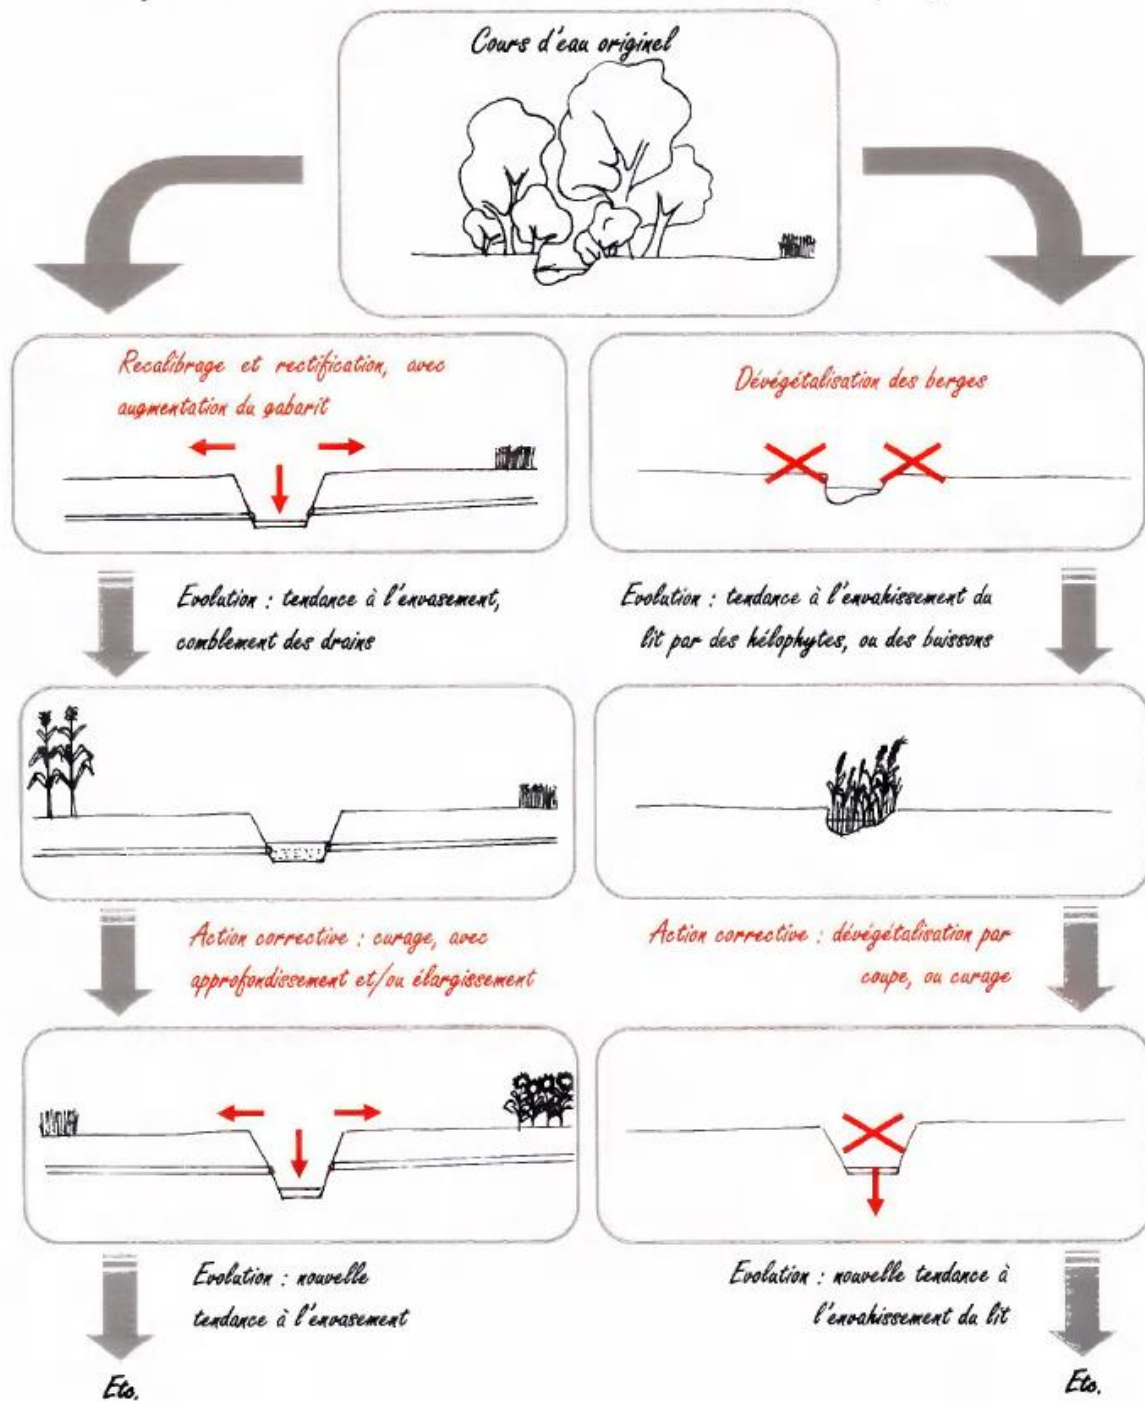 Cours d'eau originel
Recalibrage et rectification, avec
augmentation du gabarit
Dévégétalisation des berges
Evolution : tendance à l'envasement,
comblement des drains
Evolution : tendance à l'envahissement du
lit par des hélophytes, ou des buissons
Action corrective : curage, avec
approfondissement et/ou élargissement
Action corrective : dévégétalisation par
coupe, ou curage
Evolution : nouvelle
tendance à l'envasement
Evolution : nouvelle tendance à
l'envahissement du lit
Etc.
Etc.